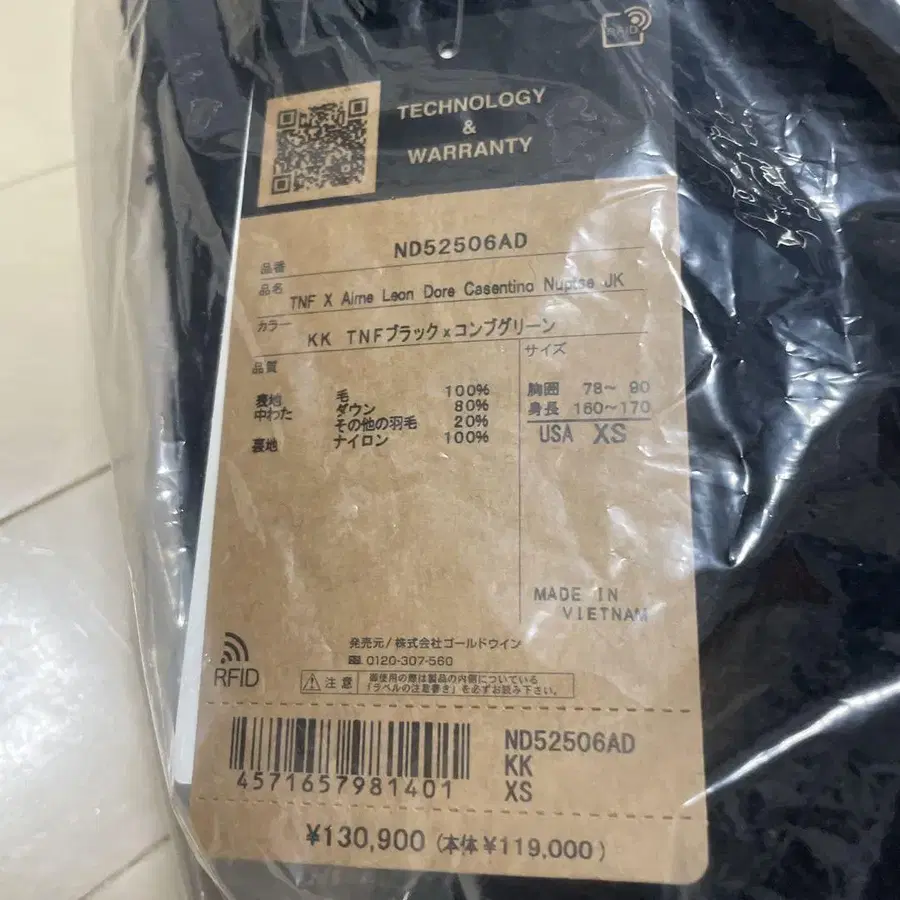 RFID
TECHNOLOGY
&
WARRANTY
品番 ND52506AD
品名 TNF X Aime Leon Dore Casentino Nuptse JK
カラー KK TNFブラックxコンブグリーン
品質
表地 毛 100%
中わた ダウン 80%
その他の羽毛 20%
裏地 ナイロン 100%
サイズ
胸囲 78～ 90
身長 160～170
USA XS
MADE IN
VIETNAM
発売元/株式会社ゴールドウイン
0120-307-560
RFID
注意 御使用の際は製品の内側についている
「ラベルの注意書き」を必ずお読み下さい。
4571657981401
ND52506AD
KK
XS
¥130,900 (本体¥119,000)